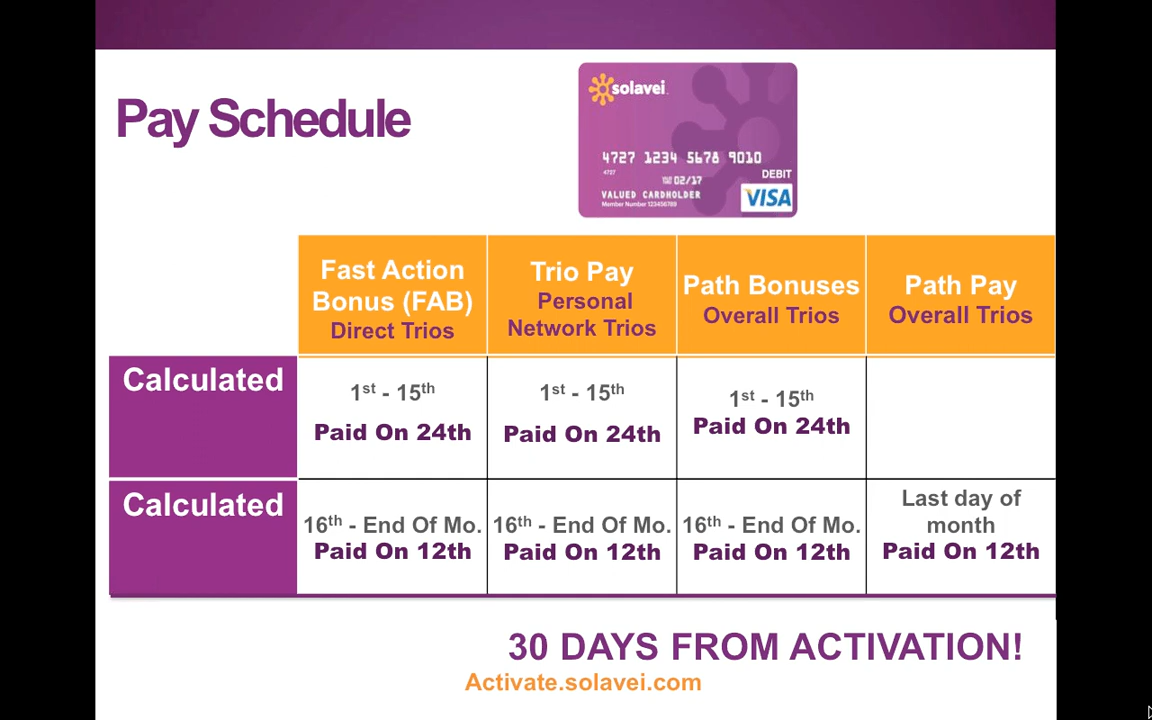 Pay Schedule
solavei
4727 1234 5678 9010
4727
02/17
DEBIT
VALUED CARDHOLDER
Member Number 123456789
VISA
Fast Action
Bonus (FAB)
Direct Trios
Trio Pay
Personal
Network Trios
Path Bonuses
Overall Trios
Path Pay
Overall Trios
Calculated
1st - 15th
Paid On 24th
1st - 15th
Paid On 24th
1st - 15th
Paid On 24th
Calculated
16th - End Of Mo.
Paid On 12th
16th - End Of Mo.
Paid On 12th
16th - End Of Mo.
Paid On 12th
Last day of
month
Paid On 12th
30 DAYS FROM ACTIVATION!
Activate.solavei.com